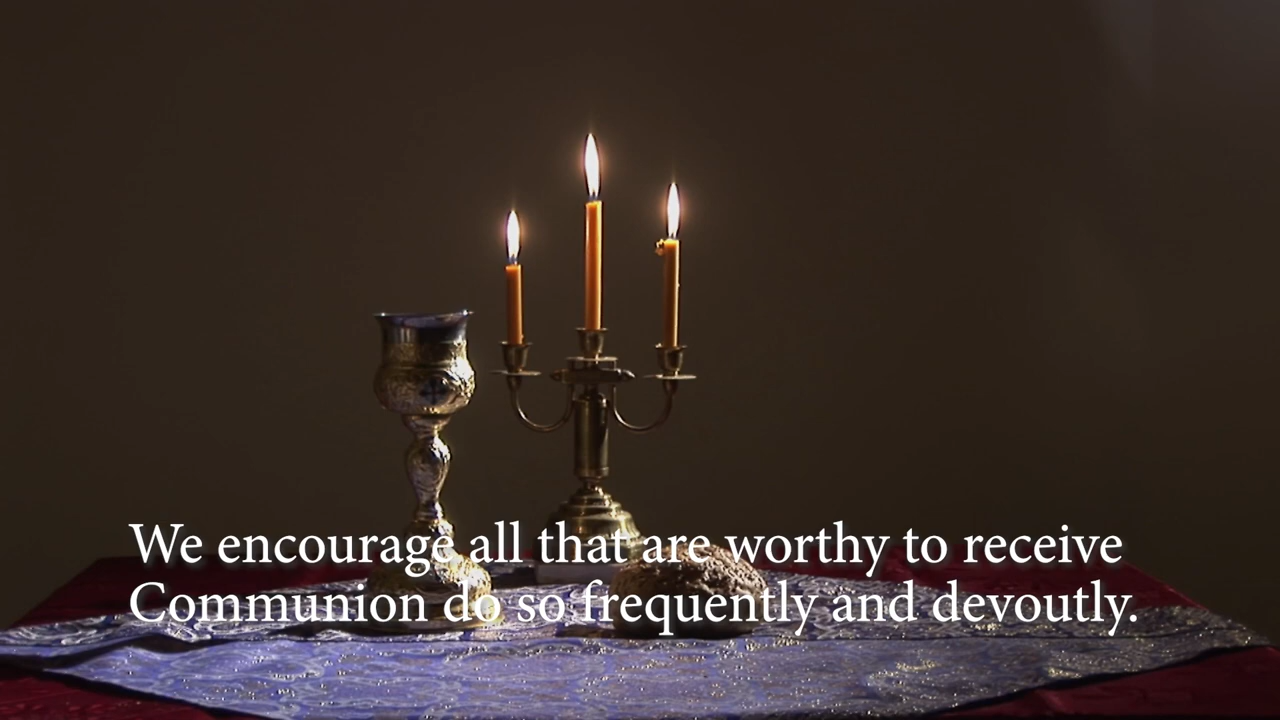 We encourage all that are worthy to receive
Communion do so frequently and devoutly.